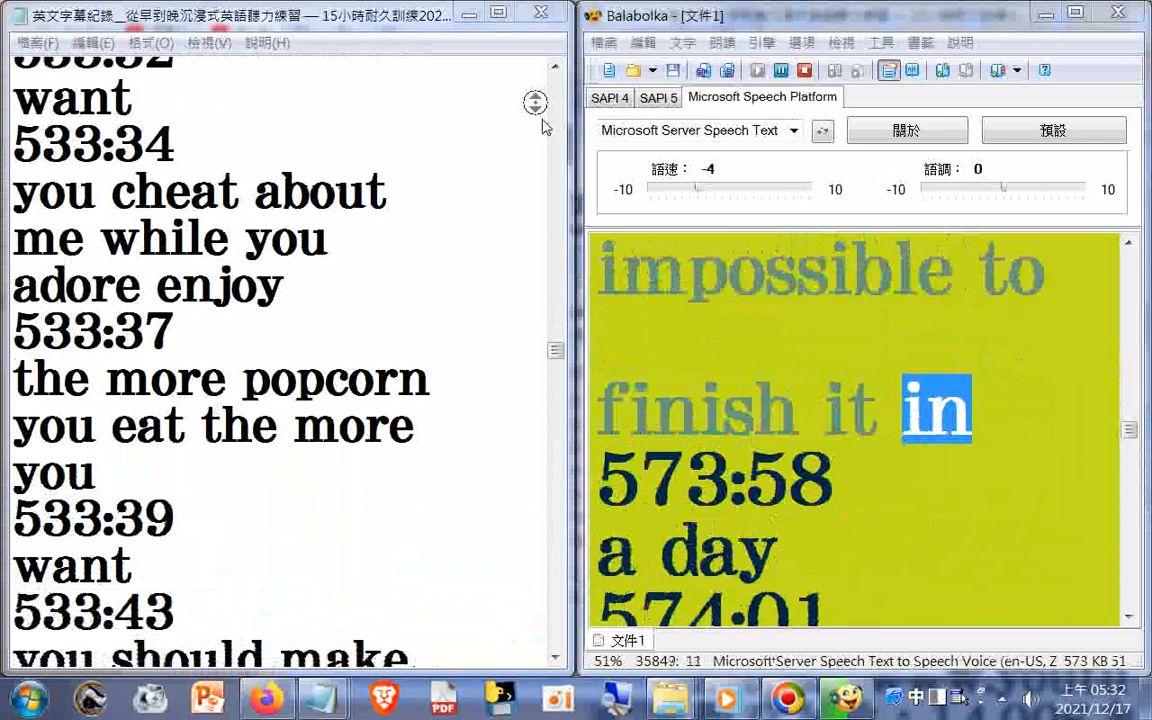 英文字幕紀錄__從早到晚沉浸式英語聽力練習 — 15小時耐久訓練202...
檔案(F) 編輯(E) 格式(O) 檢視(V) 說明(H)
533:32
want
533:34
you cheat about
me while you
adore enjoy
533:37
the more popcorn
you eat the more
you
533:39
want
533:43
you should make
Balabolka - [文件1]
檔案 編輯 文字 朗讀 引擎 選項 檢視 工具 書籤 說明
SAPI 4 SAPI 5 Microsoft Speech Platform
Microsoft Server Speech Text 關於 預設
語速： -4 語調： 0
-10 10 -10 10
impossible to
finish it in
573:58
a day
574:01
文件1
51% 35849: 11 Microsoft Server Speech Text to Speech Voice (en-US, Z 573 KB 51
中 上午 05:32
2021/12/17